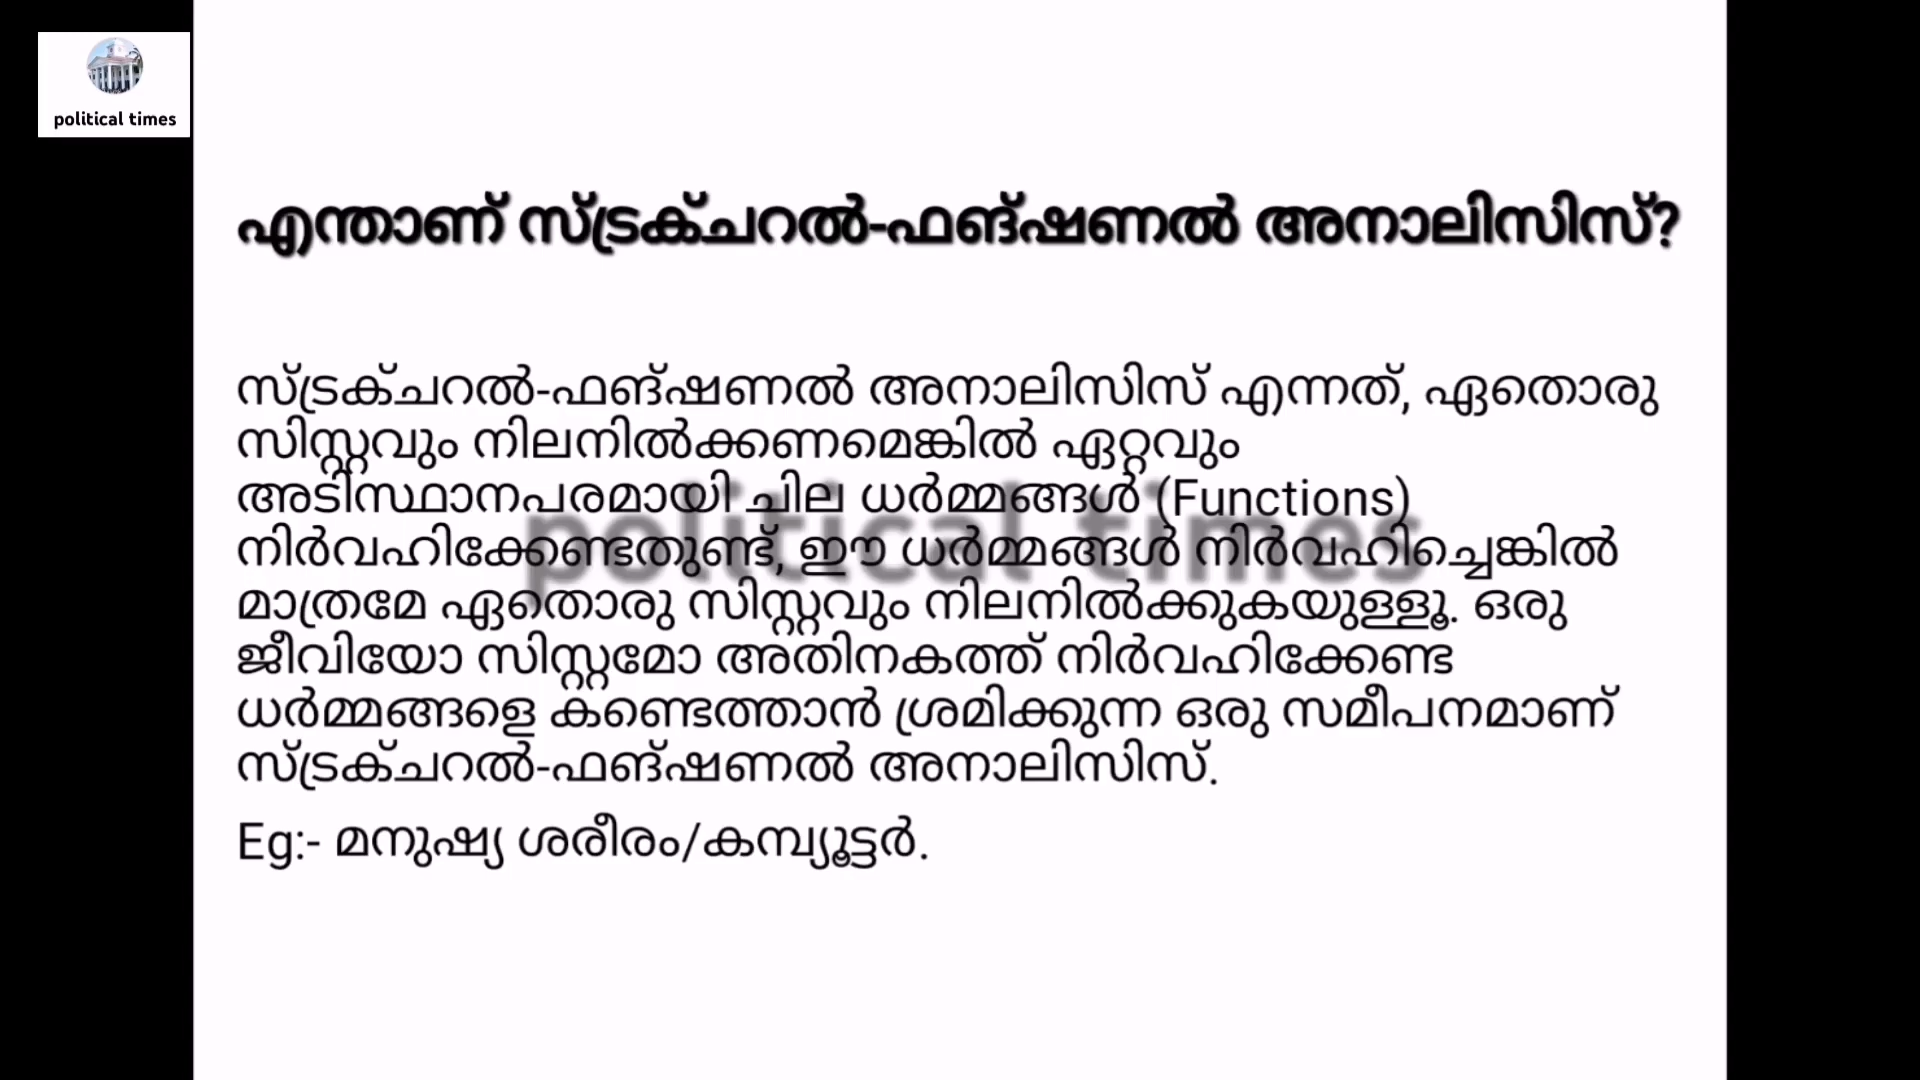 political times
എന്താണ് സ്ട്രക്ചറൽ-ഫങ്ഷണൽ അനാലിസിസ്?
സ്ട്രക്ചറൽ-ഫങ്ഷണൽ അനാലിസിസ് എന്നത്, ഏതൊരു
സിസ്റ്റവും നിലനിൽക്കണമെങ്കിൽ ഏറ്റവും
അടിസ്ഥാനപരമായി ചില ധർമ്മങ്ങൾ (Functions)
നിർവഹിക്കേണ്ടതുണ്ട്, ഈ ധർമ്മങ്ങൾ നിർവഹിച്ചെങ്കിൽ
political times
മാത്രമേ ഏതൊരു സിസ്റ്റവും നിലനിൽക്കുകയുള്ളൂ. ഒരു
ജീവിയോ സിസ്റ്റമോ അതിനകത്ത് നിർവഹിക്കേണ്ട
ധർമ്മങ്ങളെ കണ്ടെത്താൻ ശ്രമിക്കുന്ന ഒരു സമീപനമാണ്
സ്ട്രക്ചറൽ-ഫങ്ഷണൽ അനാലിസിസ്.
Eg:- മനുഷ്യ ശരീരം/കമ്പ്യൂട്ടർ.